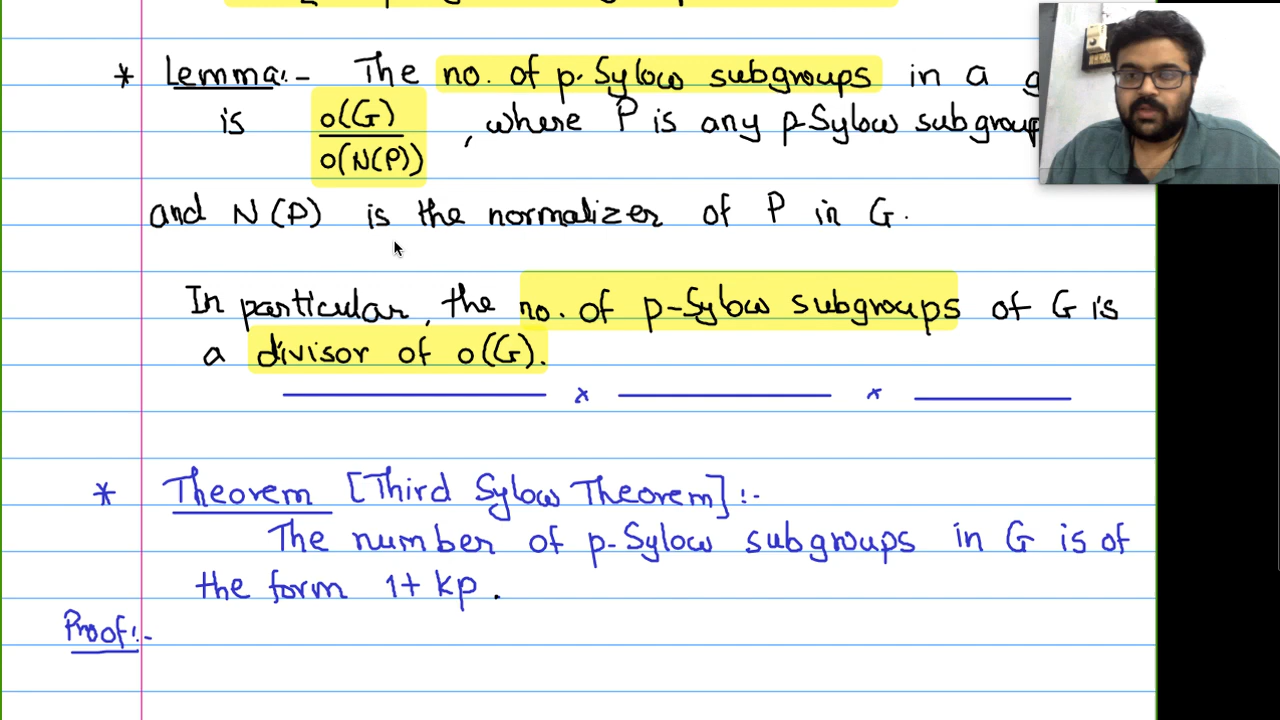 * Lemma:- The no. of p-Sylow subgroups in a
is o(G)/o(N(P)) , where P is any p-Sylow subgroup
and N(P) is the normalizer of P in G.
In particular, the no. of p-Sylow subgroups of G is
a divisor of o(G).
* Theorem [Third Sylow Theorem]:-
The number of p-Sylow subgroups in G is of
the form 1+kp.
Proof:-